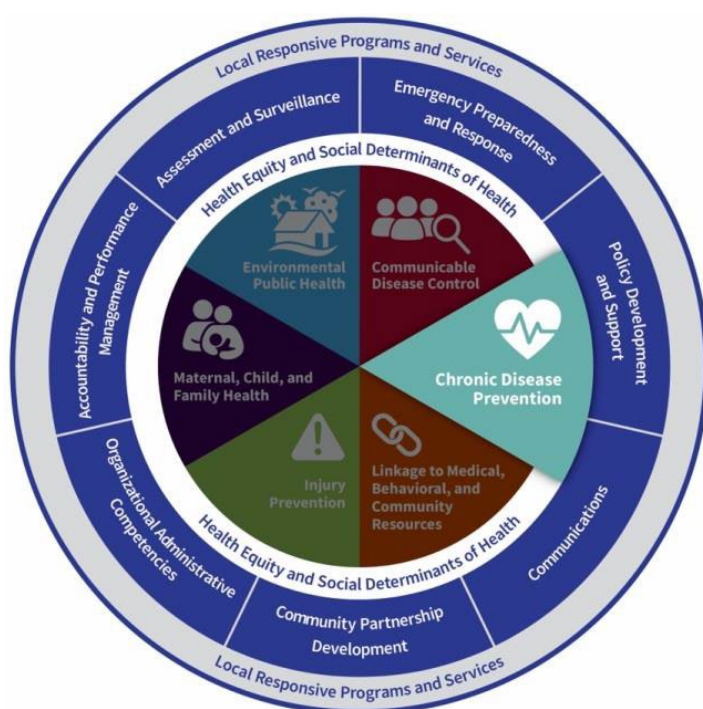 Local Responsive Programs and Services
Assessment and Surveillance
Emergency Preparedness
and Response
Health Equity and Social Determinants of Health
Accountability and Performance
Management
Policy Development
and Support
Environmental
Public Health
Communicable
Disease Control
Maternal, Child, and
Family Health
Chronic Disease
Prevention
Injury
Prevention
Linkage to Medical,
Behavioral, and
Community
Resources
Organizational Administrative
Competencies
Communications
Health Equity and Social Determinants of Health
Community Partnership
Development
Local Responsive Programs and Services